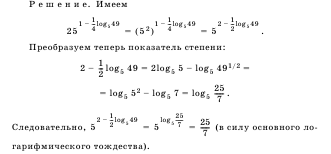 Р е ш е н и е. Имеем
25^{1-\frac{1}{4}\log_5 49} = (5^2)^{1-\frac{1}{4}\log_5 49} = 5^{2-\frac{1}{2}\log_5 49}.
Преобразуем теперь показатель степени:
2 - \frac{1}{2}\log_5 49 = 2\log_5 5 - \log_5 49^{1/2} =
= \log_5 5^2 - \log_5 7 = \log_5 \frac{25}{7}.
Следовательно, 5^{2-\frac{1}{2}\log_5 49} = 5^{\log_5 \frac{25}{7}} = \frac{25}{7} (в силу основного ло-
гарифмического тождества).